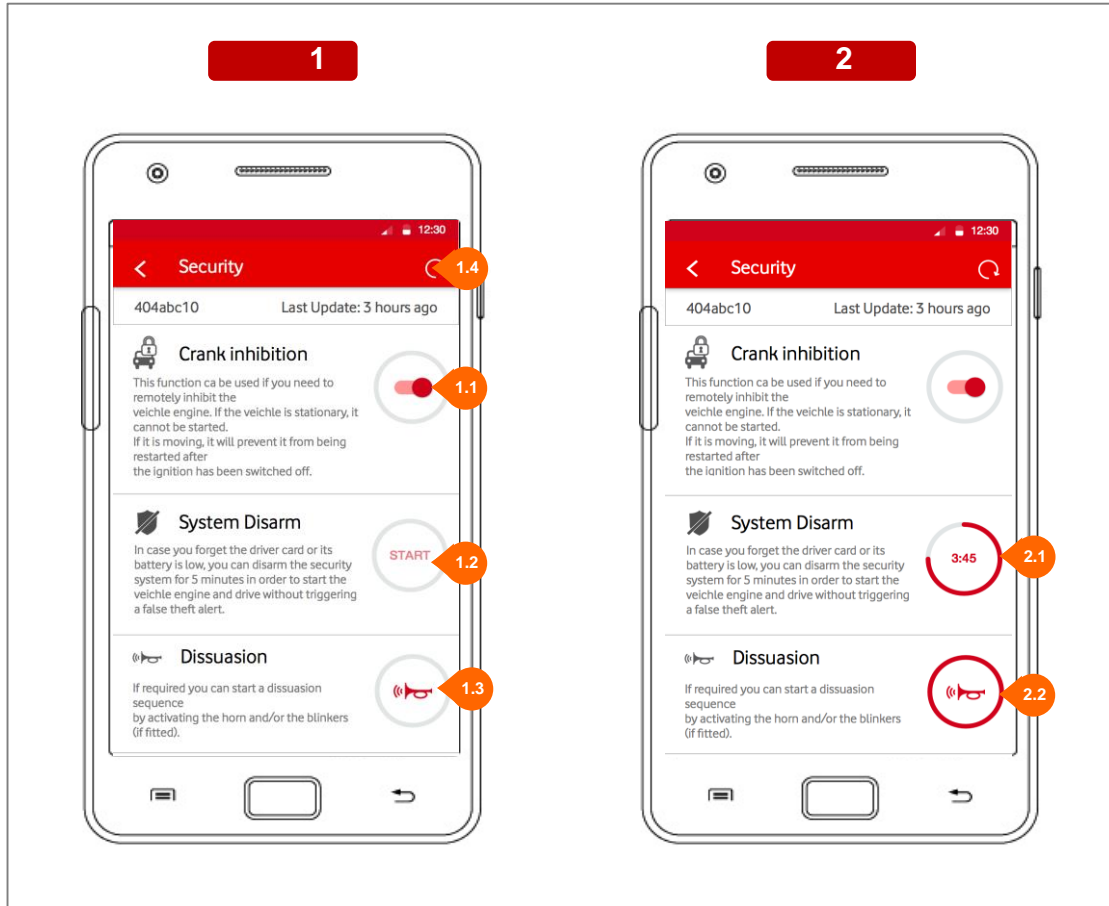 1
12:30
Security
1.4
404abc10 Last Update: 3 hours ago
Crank inhibition
This function ca be used if you need to
remotely inhibit the
veichle engine. If the veichle is stationary, it
cannot be started.
If it is moving, it will prevent it from being
restarted after
the ignition has been switched off.
1.1
System Disarm
In case you forget the driver card or its
battery is low, you can disarm the security
system for 5 minutes in order to start the
veichle engine and drive without triggering
a false theft alert.
START
1.2
Dissuasion
If required you can start a dissuasion
sequence
by activating the horn and/or the blinkers
(if fitted).
1.3
2
12:30
Security
404abc10 Last Update: 3 hours ago
Crank inhibition
This function ca be used if you need to
remotely inhibit the
veichle engine. If the veichle is stationary, it
cannot be started.
If it is moving, it will prevent it from being
restarted after
the ignition has been switched off.
System Disarm
In case you forget the driver card or its
battery is low, you can disarm the security
system for 5 minutes in order to start the
veichle engine and drive without triggering
a false theft alert.
3:45
2.1
Dissuasion
If required you can start a dissuasion
sequence
by activating the horn and/or the blinkers
(if fitted).
2.2